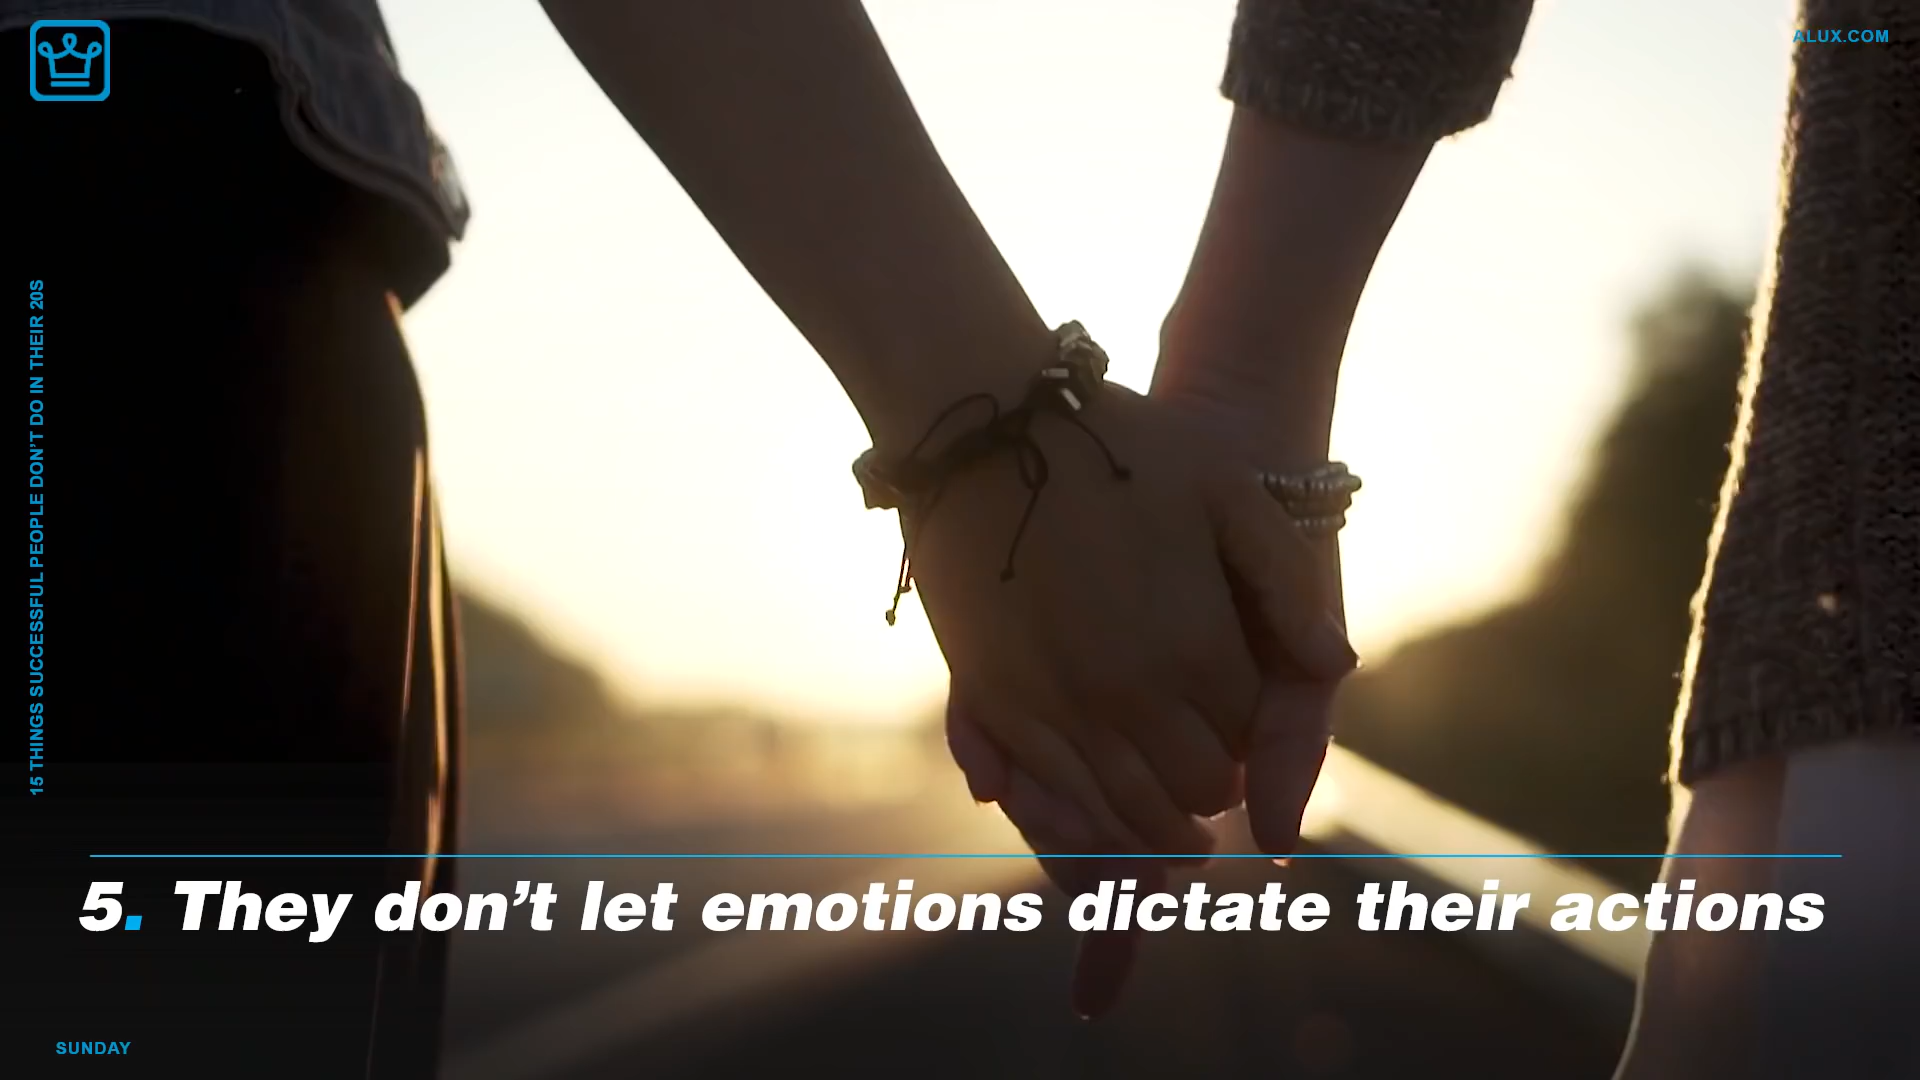 ALUX.COM
15 THINGS SUCCESSFUL PEOPLE DON'T DO IN THEIR 20S
5. They don’t let emotions dictate their actions
SUNDAY